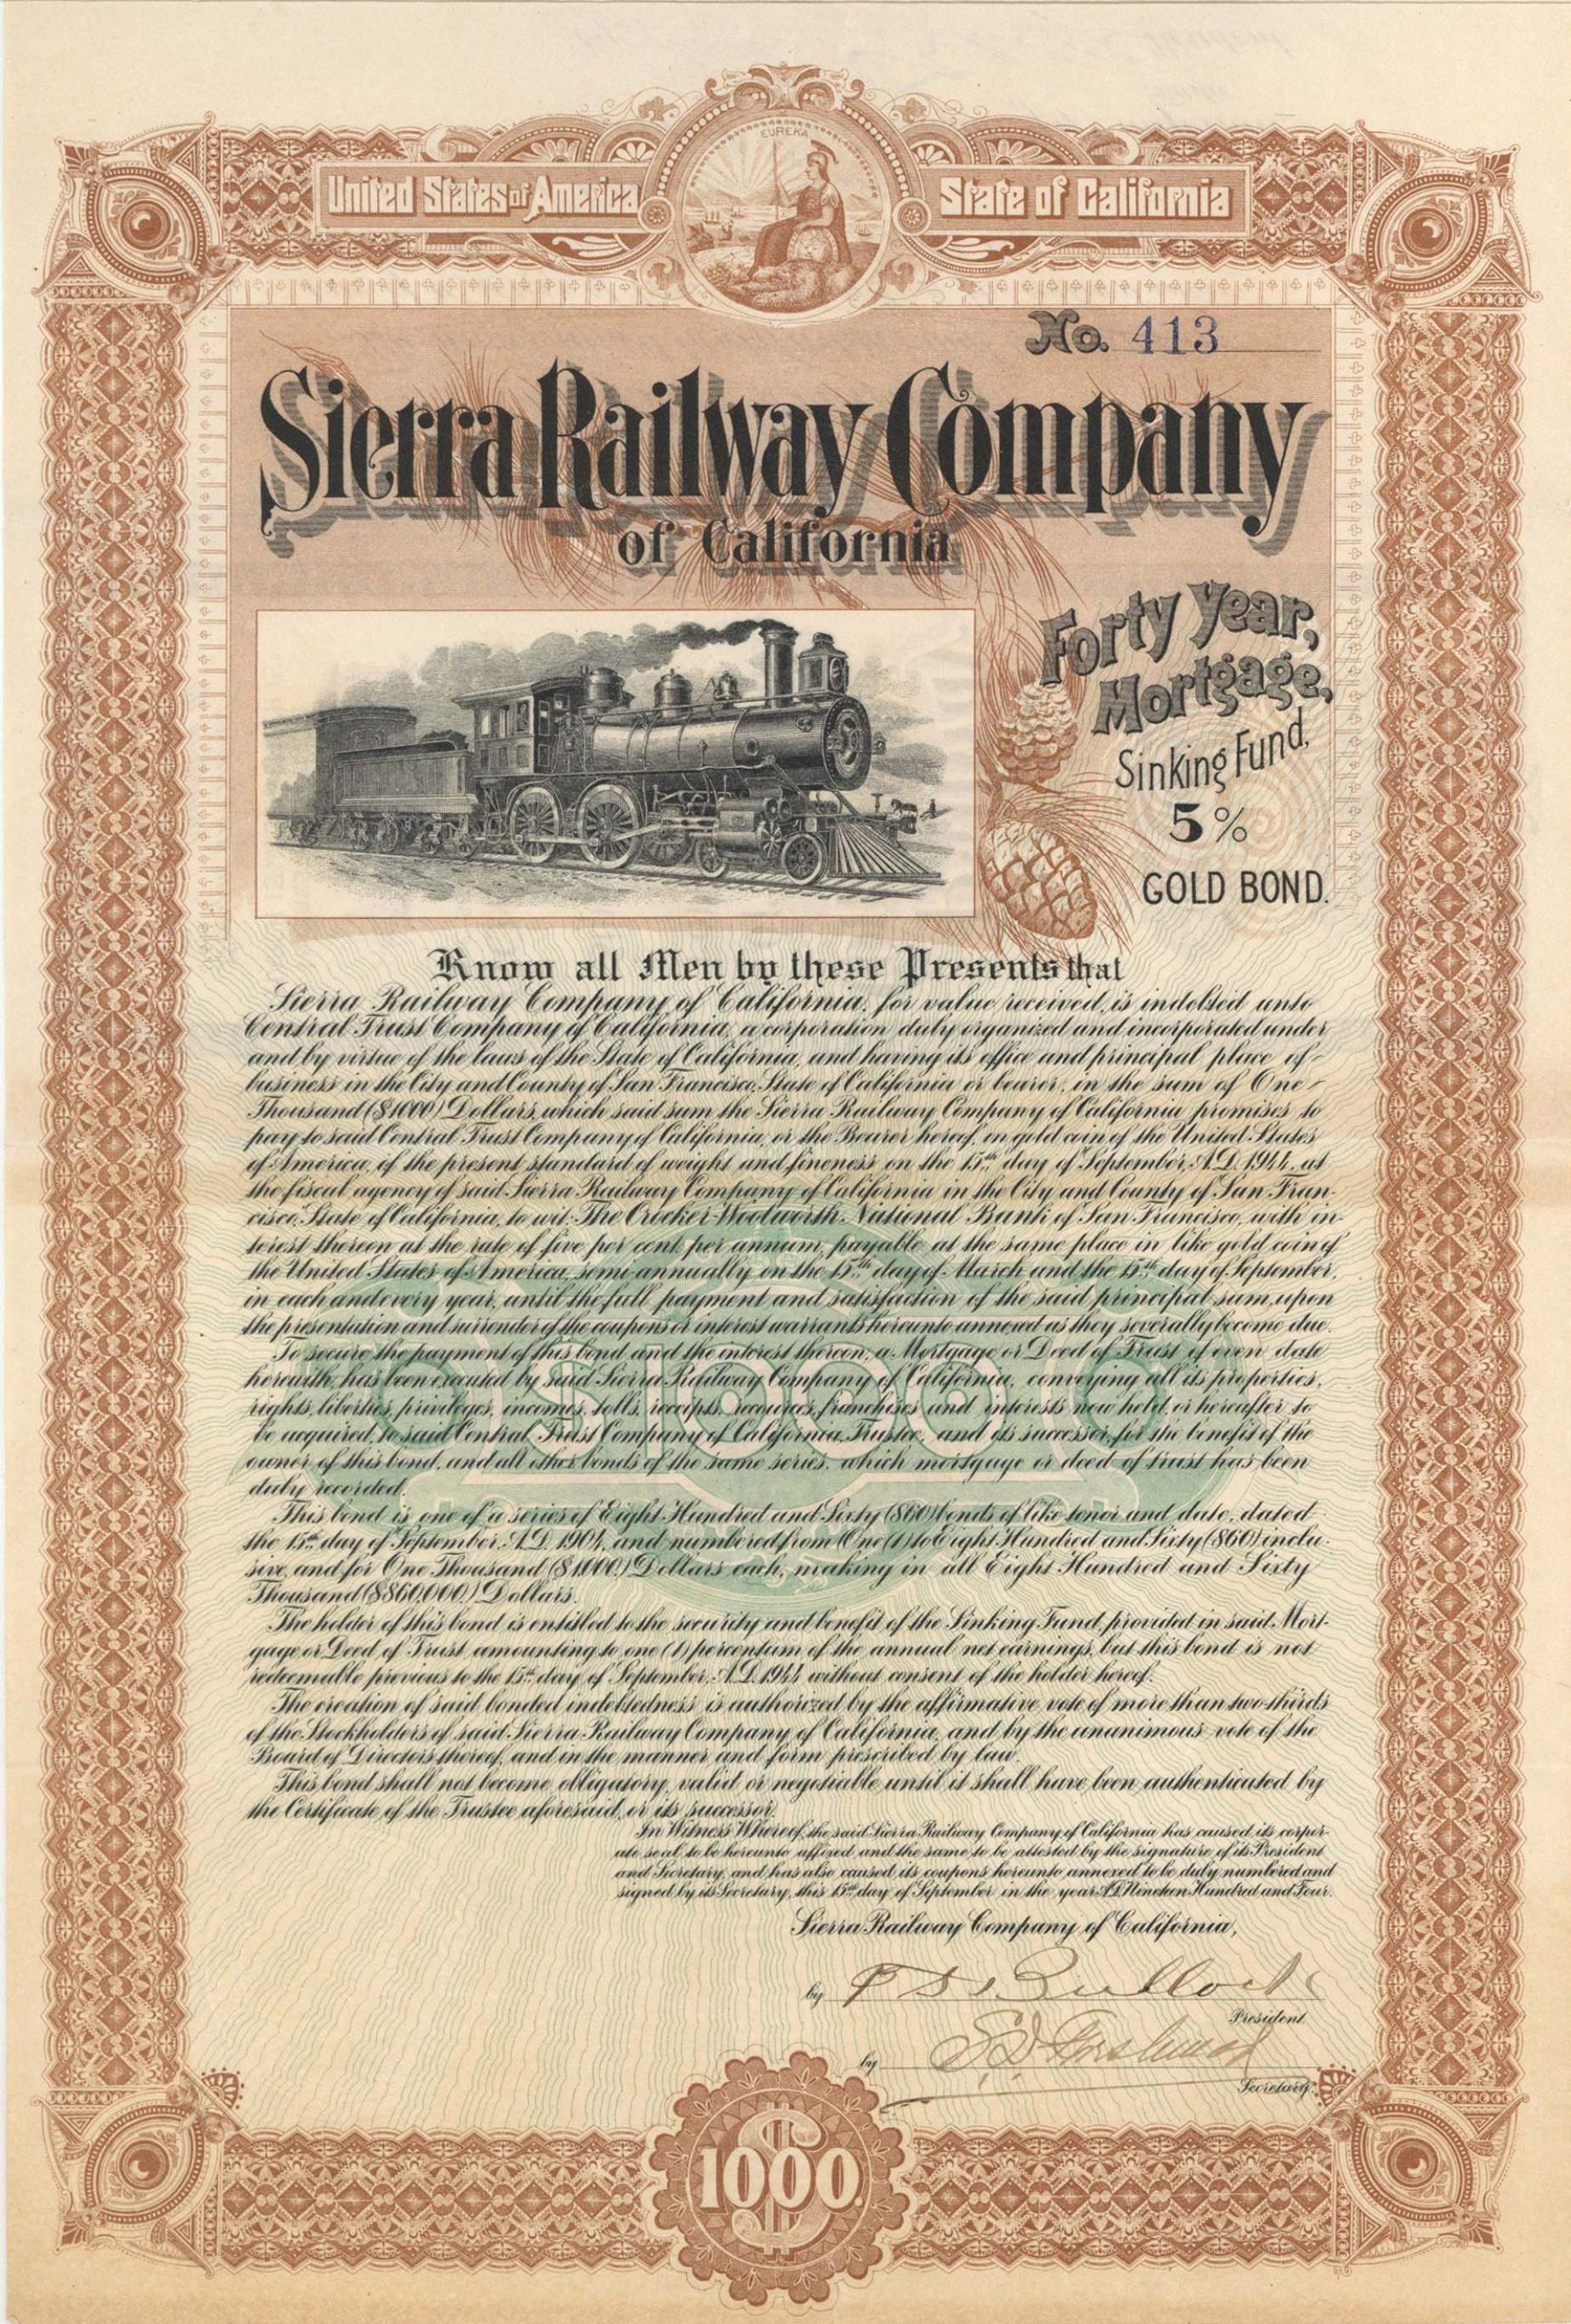 EUREKA
United States of America
State of California
No. 413
Sierra Railway Company
of California
Forty Year,
Mortgage,
Sinking Fund,
5%
GOLD BOND.
Know all Men by these Presents that
Sierra Railway Company of California, for value received, is indebted unto
Central Trust Company of California, a corporation duly organized and incorporated under
and by virtue of the laws of the State of California, and having its office and principal place of
business in the City and County of San Francisco, State of California or bearer, in the sum of One
Thousand ($1000) Dollars, which said sum the Sierra Railway Company of California promises to
pay to said Central Trust Company of California, or the Bearer hereof, in gold coin of the United States
of America, of the present standard of weight and fineness on the 15th day of September, A.D. 1944, at
the fiscal agency of said Sierra Railway Company of California in the City and County of San Fran-
cisco, State of California, to wit: The Crocker-Woolworth National Bank of San Francisco, with in-
terest thereon at the rate of five per cent per annum, payable at the same place in like gold coin of
the United States of America, semi annually on the 15th day of March and the 15th day of September,
in each and every year, until the full payment and satisfaction of the said principal sum, upon
the presentation and surrender of the coupons or interest warrants hereunto annexed as they severally become due.
To secure the payment of this bond and the interest thereon, a Mortgage or Deed of Trust of even date
herewith, has been executed by said Sierra Railway Company of California, conveying all its properties,
rights, liberties, privileges, incomes, tolls, receipts, resources, franchises and interests now held, or hereafter to
be acquired, to said Central Trust Company of California, Trustee, and its successor, for the benefit of the
owner of this bond, and all other bonds of the same series, which mortgage or deed of trust has been
duly recorded.
$1000
This bond is one of a series of Eight Hundred and Sixty (860) bonds of like tenor and date, dated
the 15th day of September, A.D. 1904, and numbered from One (1) to Eight Hundred and Sixty (860) inclu-
sive, and for One Thousand ($1000.) Dollars each, making in all Eight Hundred and Sixty
Thousand ($860,000.) Dollars.
The holder of this bond is entitled to the security and benefit of the Sinking Fund, provided in said Mort-
gage or Deed of Trust amounting to one (1) per centum of the annual net earnings, but this bond is not
redeemable previous to the 15th day of September, A.D. 1944 without consent of the holder hereof.
The creation of said bonded indebtedness is authorized by the affirmative vote of more than two-thirds
of the Stockholders of said Sierra Railway Company of California, and by the unanimous vote of the
Board of Directors thereof, and in the manner and form prescribed by law.
This bond shall not become obligatory, valid or negotiable until it shall have been authenticated by
the Certificate of the Trustee aforesaid, or its successor.
In Witness Whereof, the said Sierra Railway Company of California has caused its corpor-
ate seal to be hereunto affixed and the same to be attested by the signature of its President
and Secretary, and has also caused its coupons hereunto annexed to be duly numbered and
signed by its Secretary, this 15th day of September in the year A.D. Nineteen Hundred and Four.
Sierra Railway Company of California,
by T S Bullock
President
by
Secretary.
$1000.